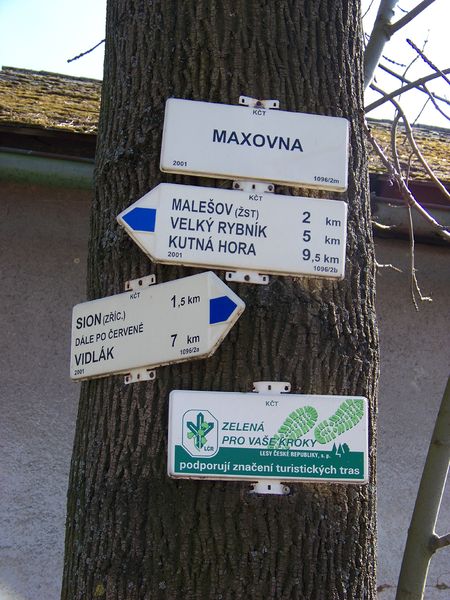 KČT
MAXOVNA
2001 1096/2m
KČT
MALEŠOV (ŽST) 2 km
VELKÝ RYBNÍK 5 km
KUTNÁ HORA 9,5 km
2001 1096/2b
KČT
SION (ZŘÍC.) 1,5 km
DÁLE PO ČERVENÉ
VIDLÁK 7 km
2001 1096/2a
KČT
ZELENÁ
PRO VAŠE KROKY
LČR
LESY ČESKÉ REPUBLIKY, s.p.
podporují značení turistických tras